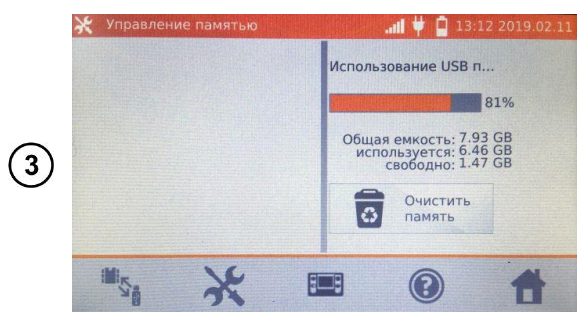 Управление памятью
13:12 2019.02.11
Использование USB п...
81%
Общая емкость: 7.93 GB
используется: 6.46 GB
свободно: 1.47 GB
Очистить
память
3
?